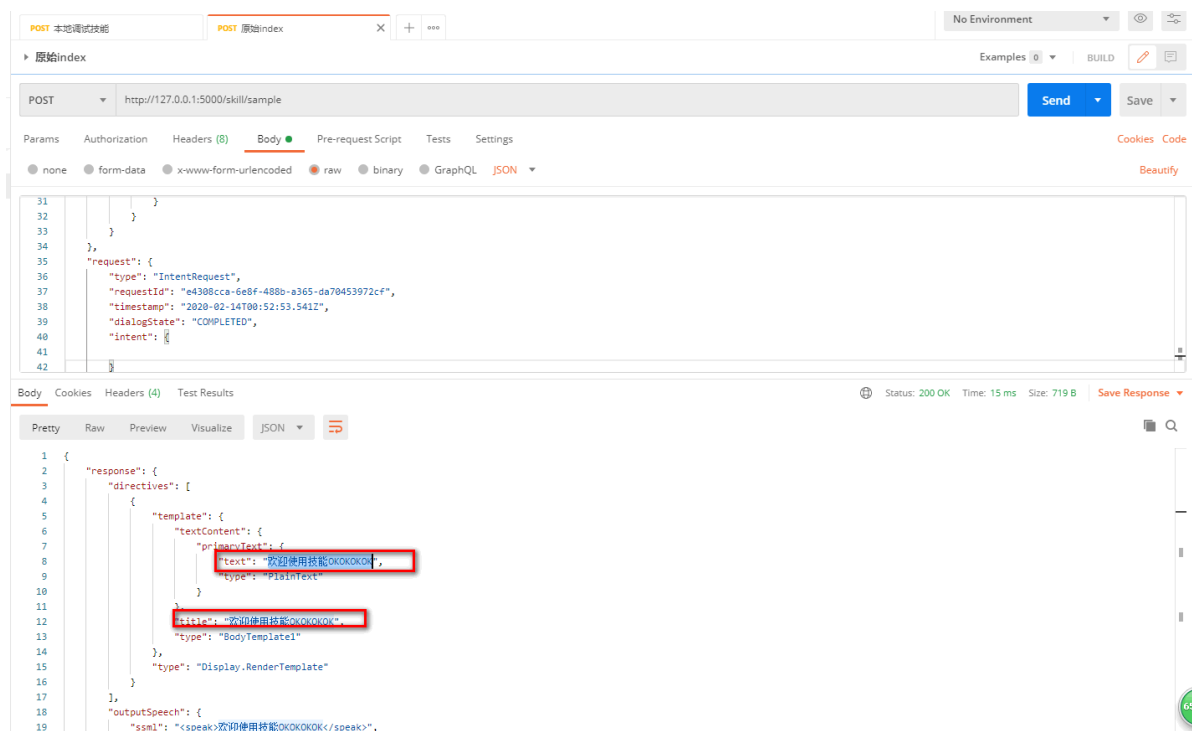 POST 本地调试技能 POST 原始index No Environment
原始index Examples 0 BUILD
POST http://127.0.0.1:5000/skill/sample Send Save
Params Authorization Headers (8) Body Pre-request Script Tests Settings Cookies Code
none form-data x-www-form-urlencoded raw binary GraphQL JSON Beautify
31 }
32 }
33 }
34 },
35 "request": {
36 "type": "IntentRequest",
37 "requestId": "e4308cca-6e8f-488b-a365-da70453972cf",
38 "timestamp": "2020-02-14T00:52:53.541Z",
39 "dialogState": "COMPLETED",
40 "intent": {
41
42 }
Body Cookies Headers (4) Test Results Status: 200 OK Time: 15 ms Size: 719 B Save Response
Pretty Raw Preview Visualize JSON
1 {
2 "response": {
3 "directives": [
4 {
5 "template": {
6 "textContent": {
7 "primaryText": {
8 "text": "欢迎使用技能OKOKOKOK",
9 "type": "PlainText"
10 }
11 },
12 "title": "欢迎使用技能OKOKOKOK",
13 "type": "BodyTemplate1"
14 },
15 "type": "Display.RenderTemplate"
16 }
17 ],
18 "outputSpeech": {
19 "ssml": "<speak>欢迎使用技能OKOKOKOK</speak>",